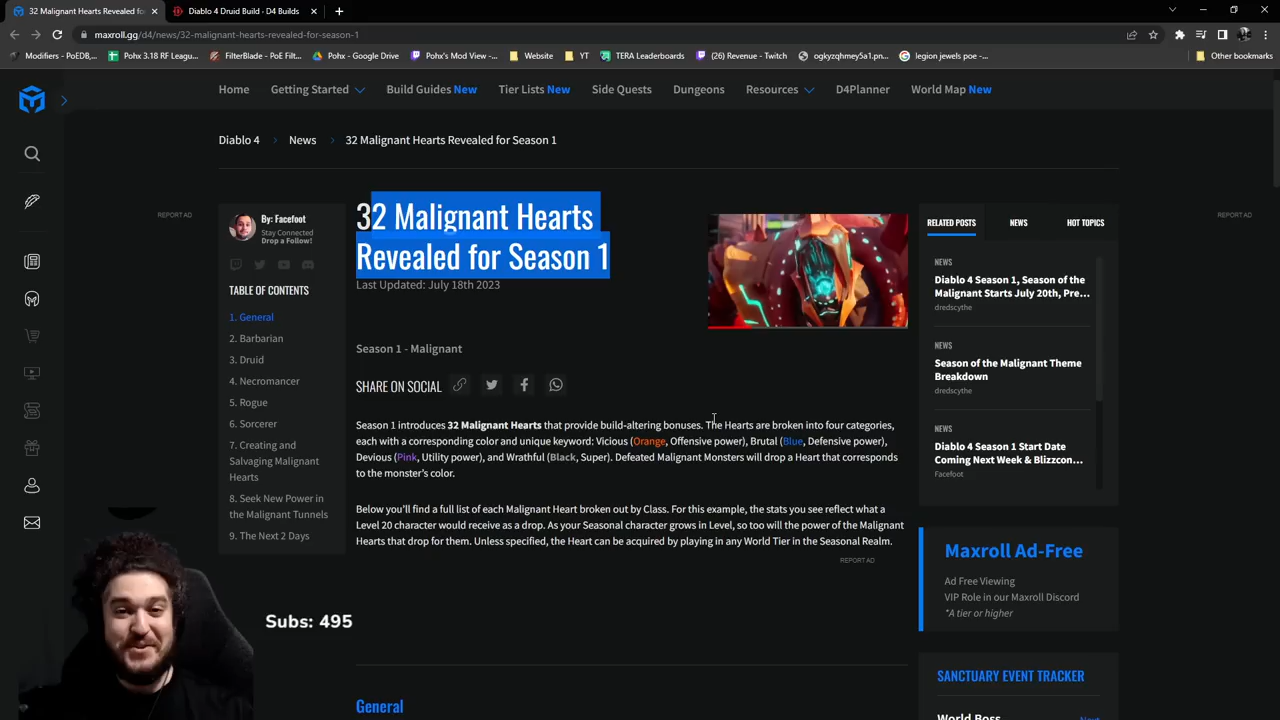 32 Malignant Hearts Revealed fo
Diablo 4 Druid Build - D4 Builds
maxroll.gg/d4/news/32-malignant-hearts-revealed-for-season-1
Modifiers - PoEDB,...
Pohx 3.18 RF Leagu...
FilterBlade - PoE Filt...
Pohx - Google Drive
Pohx's Mod View - T...
Website
YT
TERA Leaderboards
(26) Revenue - Twitch
ogkyzqhmey5a1.pn...
legion jewels poe -...
Other bookmarks
Home
Getting Started
Build Guides New
Tier Lists New
Side Quests
Dungeons
Resources
D4Planner
World Map New
Diablo 4 > News > 32 Malignant Hearts Revealed for Season 1
REPORT AD
By: Facefoot
Stay Connected
Drop a Follow!
TABLE OF CONTENTS
1. General
2. Barbarian
3. Druid
4. Necromancer
5. Rogue
6. Sorcerer
7. Creating and
Salvaging Malignant
Hearts
8. Seek New Power in
the Malignant Tunnels
9. The Next 2 Days
32 Malignant Hearts
Revealed for Season 1
Last Updated: July 18th 2023
Season 1 - Malignant
SHARE ON SOCIAL
Season 1 introduces 32 Malignant Hearts that provide build-altering bonuses. The Hearts are broken into four categories,
each with a corresponding color and unique keyword: Vicious (Orange, Offensive power), Brutal (Blue, Defensive power),
Devious (Pink, Utility power), and Wrathful (Black, Super). Defeated Malignant Monsters will drop a Heart that corresponds
to the monster's color.
Below you'll find a full list of each Malignant Heart broken out by Class. For this example, the stats you see reflect what a
Level 20 character would receive as a drop. As your Seasonal character grows in Level, so too will the power of the Malignant
Hearts that drop for them. Unless specified, the Heart can be acquired by playing in any World Tier in the Seasonal Realm.
REPORT AD
General
RELATED POSTS
NEWS
HOT TOPICS
NEWS
Diablo 4 Season 1, Season of the
Malignant Starts July 20th, Pre...
dredscythe
NEWS
Season of the Malignant Theme
Breakdown
dredscythe
NEWS
Diablo 4 Season 1 Start Date
Coming Next Week & Blizzcon...
Facefoot
REPORT AD
Maxroll Ad-Free
Ad Free Viewing
VIP Role in our Maxroll Discord
*A tier or higher
SANCTUARY EVENT TRACKER
World Boss
Next
Subs: 495